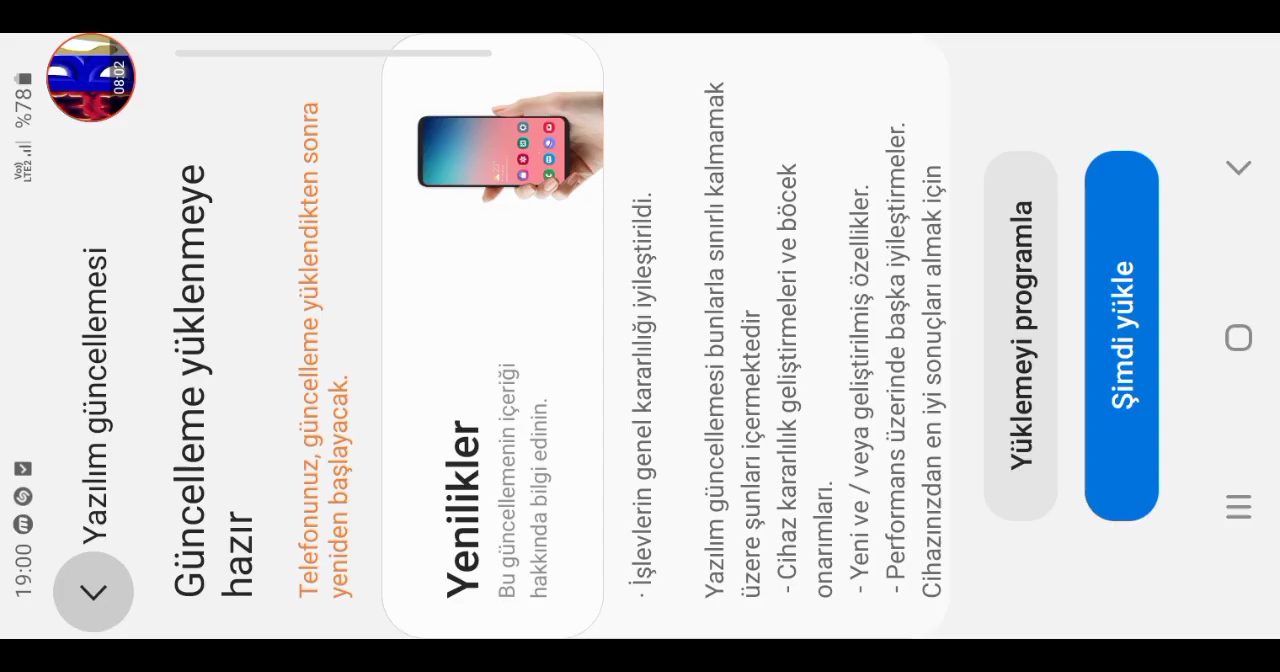 19:00
Vo))
LTE2
%78
08:02
Yazılım güncellemesi
Güncelleme yüklenmeye
hazır
Telefonunuz, güncelleme yüklendikten sonra
yeniden başlayacak.
Yenilikler
Bu güncellemenin içeriği
hakkında bilgi edinin.
· İşlevlerin genel kararlılığı iyileştirildi.
Yazılım güncellemesi bunlarla sınırlı kalmamak
üzere şunları içermektedir
- Cihaz kararlılık geliştirmeleri ve böcek
onarımları.
- Yeni ve / veya geliştirilmiş özellikler.
- Performans üzerinde başka iyileştirmeler.
Cihazınızdan en iyi sonuçları almak için
Yüklemeyi programla
Şimdi yükle